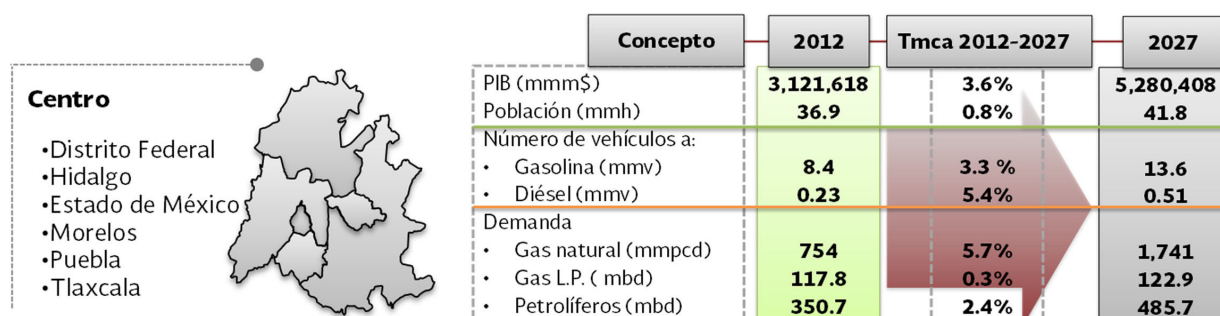 Centro
•Distrito Federal
•Hidalgo
•Estado de México
•Morelos
•Puebla
•Tlaxcala
Concepto 2012 Tmca 2012-2027 2027
PIB (mmm$) 3,121,618 3.6% 5,280,408
Población (mmh) 36.9 0.8% 41.8
Número de vehículos a:
• Gasolina (mmv) 8.4 3.3 % 13.6
• Diésel (mmv) 0.23 5.4% 0.51
Demanda
• Gas natural (mmpcd) 754 5.7% 1,741
• Gas L.P. ( mbd) 117.8 0.3% 122.9
• Petrolíferos (mbd) 350.7 2.4% 485.7